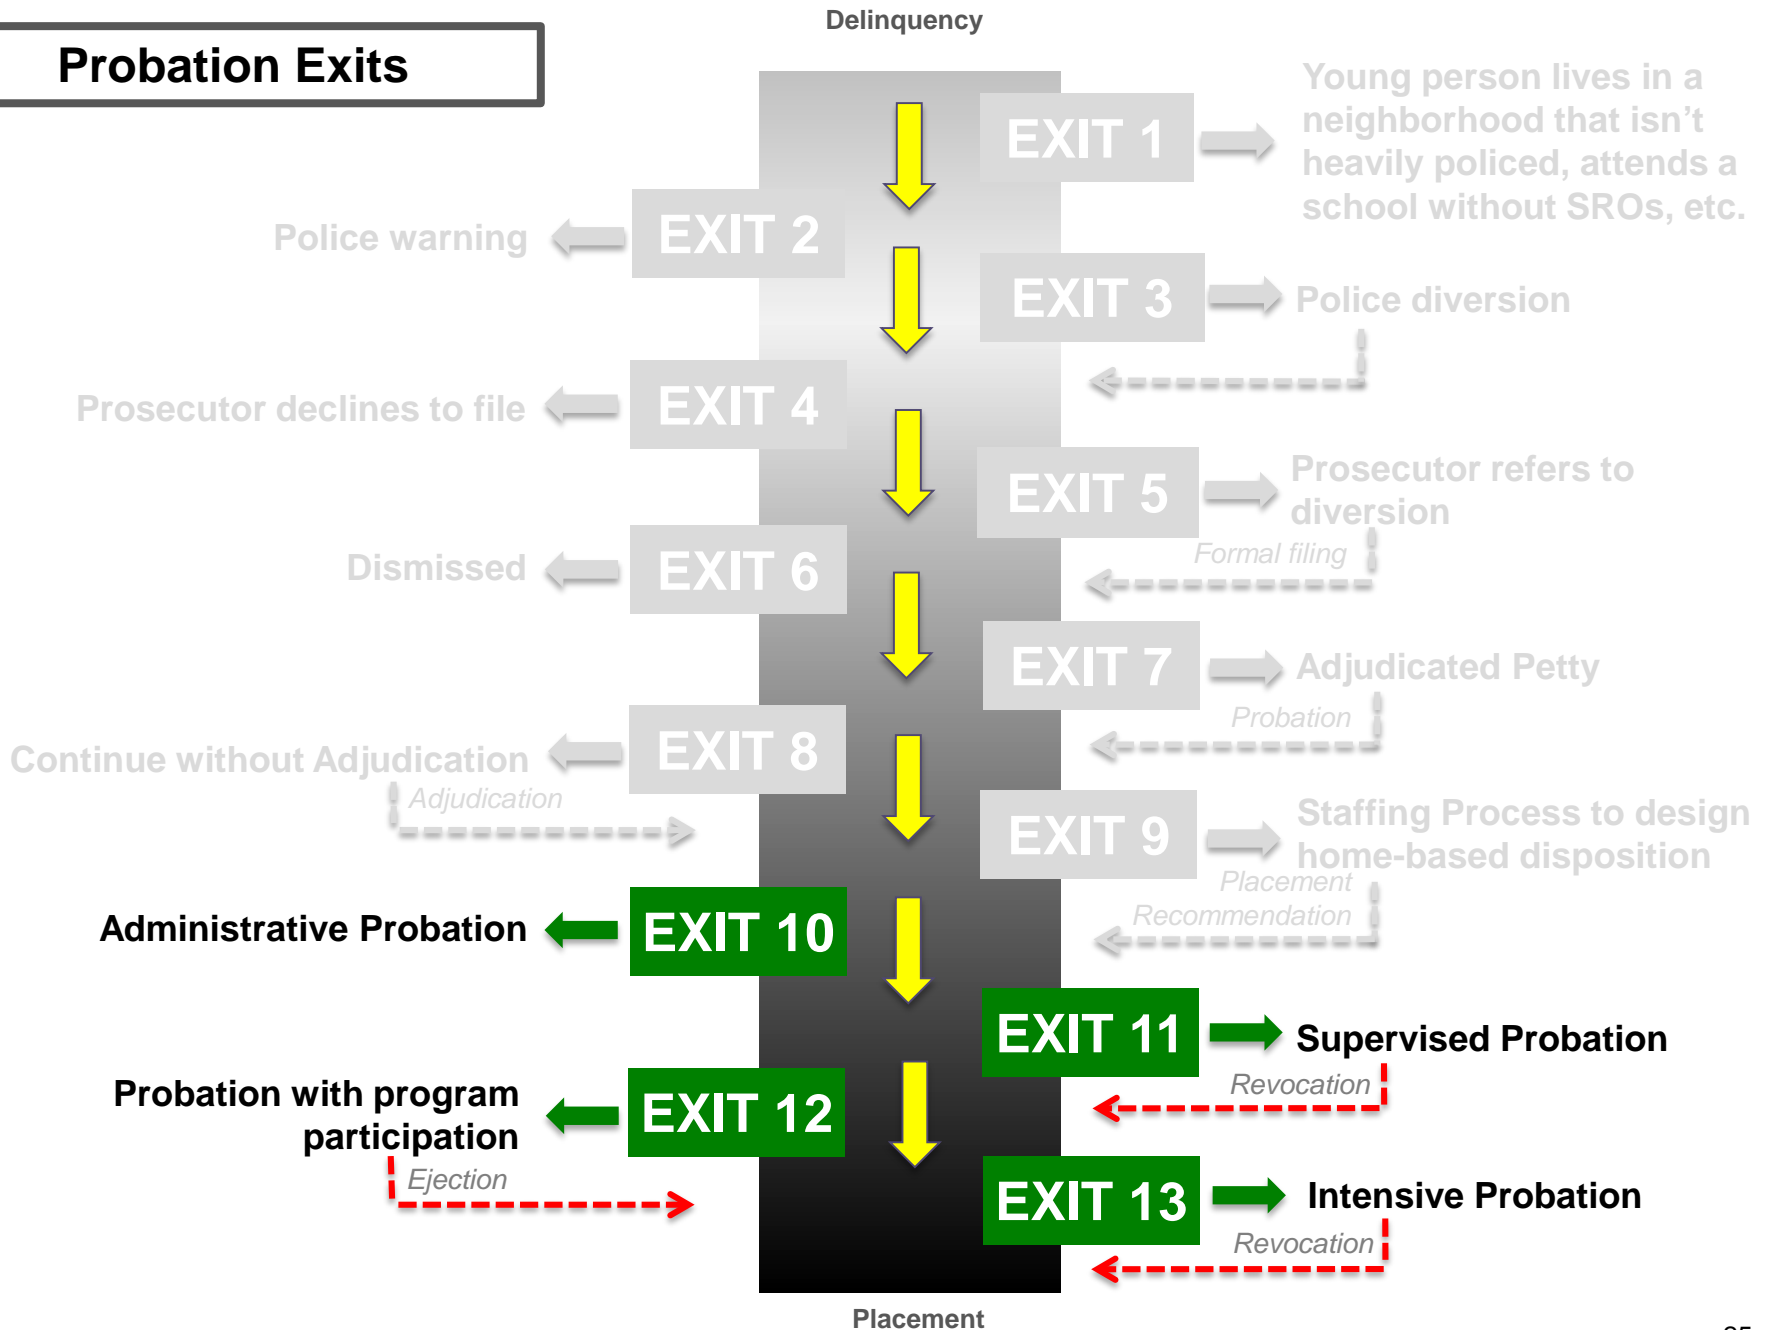 Delinquency
Probation Exits
EXIT 1
Young person lives in a
neighborhood that isn’t
heavily policed, attends a
school without SROs, etc.
Police warning
EXIT 2
EXIT 3
Police diversion
Prosecutor declines to file
EXIT 4
EXIT 5
Prosecutor refers to
diversion
Formal filing
Dismissed
EXIT 6
EXIT 7
Adjudicated Petty
Probation
Continue without Adjudication
EXIT 8
Adjudication
EXIT 9
Staffing Process to design
home-based disposition
Placement
Recommendation
Administrative Probation
EXIT 10
EXIT 11
Supervised Probation
Revocation
Probation with program
participation
EXIT 12
Ejection
EXIT 13
Intensive Probation
Revocation
Placement